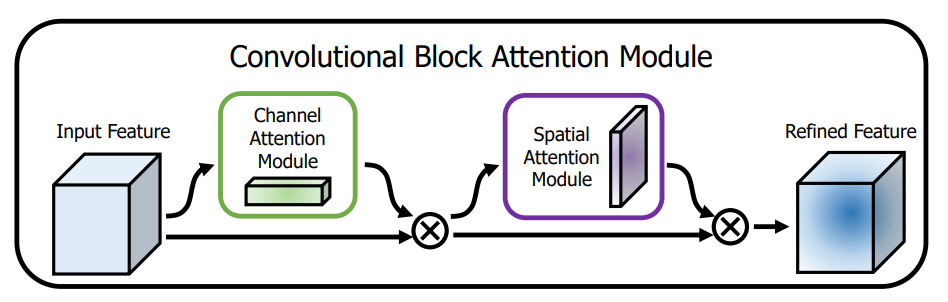 Convolutional Block Attention Module
Input Feature
Channel
Attention
Module
Spatial
Attention
Module
Refined Feature